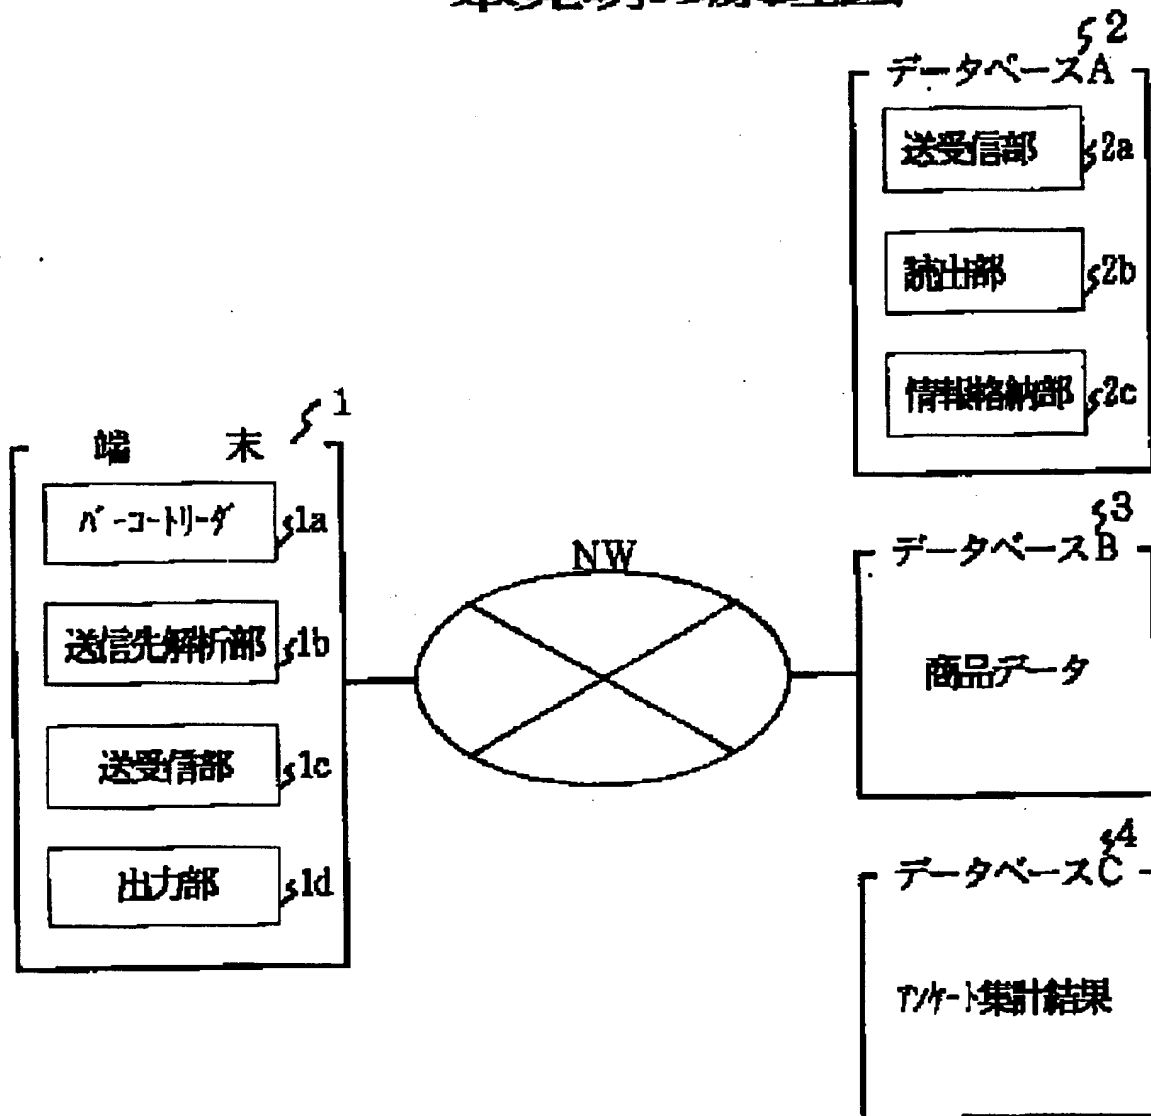 2
データベースA
送受信部 2a
読出部 2b
情報格納部 2c
1
端 末
バーコートリーダ 1a
送信先解析部 1b
送受信部 1c
出力部 1d
NW
3
データベースB
商品データ
4
データベースC
アンケート集計結果